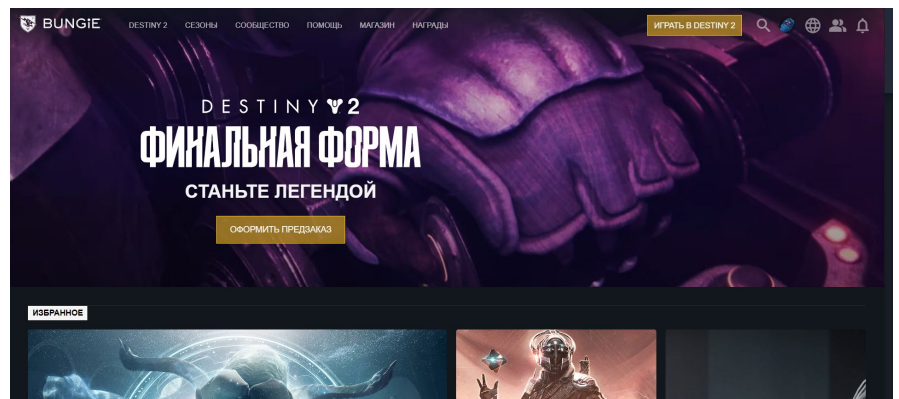 BUNGiE DESTINY 2 СЕЗОНЫ СООБЩЕСТВО ПОМОЩЬ МАГАЗИН НАГРАДЫ ИГРАТЬ В DESTINY 2
DESTINY 2
ФИНАЛЬНАЯ ФОРМА
СТАНЬТЕ ЛЕГЕНДОЙ
ОФОРМИТЬ ПРЕДЗАКАЗ
ИЗБРАННОЕ